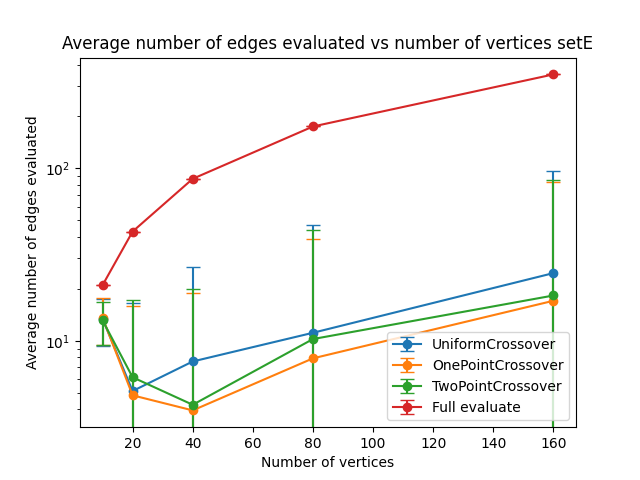 Average number of edges evaluated vs number of vertices setE
Average number of edges evaluated
10²
10¹
UniformCrossover
OnePointCrossover
TwoPointCrossover
Full evaluate
20 40 60 80 100 120 140 160
Number of vertices